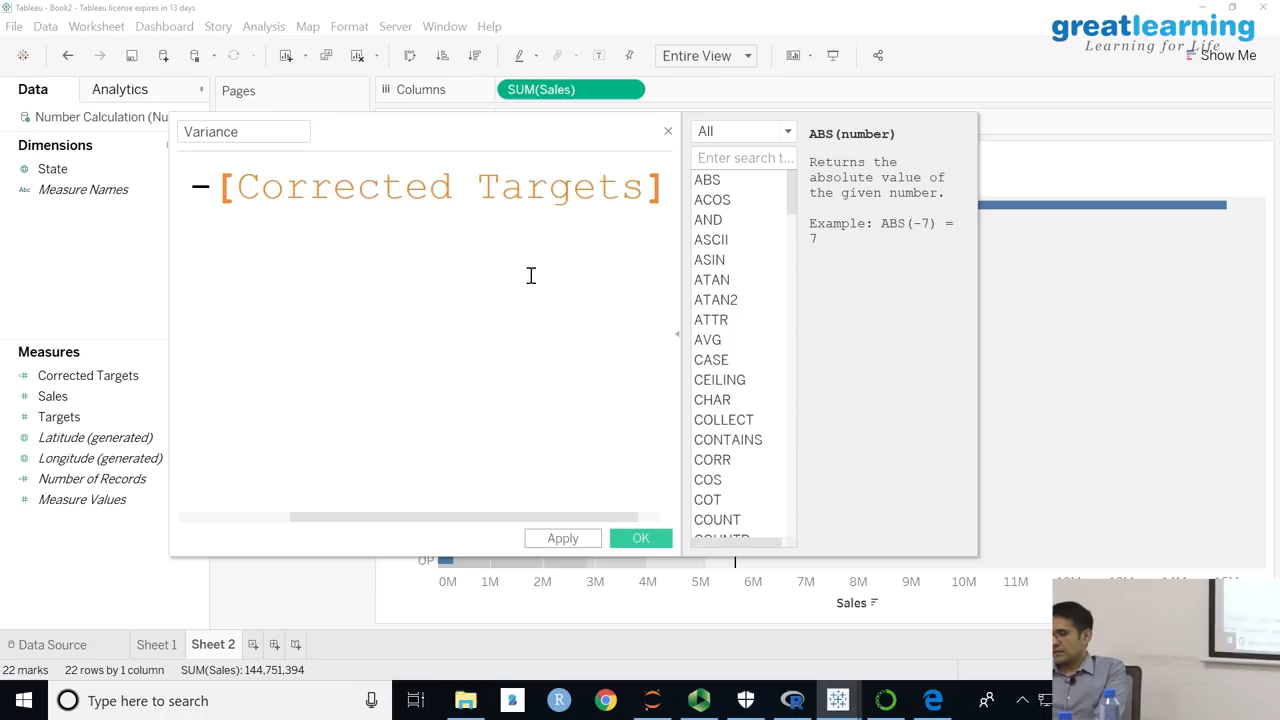 Tableau - Book2 - Tableau license expires in 13 days
File Data Worksheet Dashboard Story Analysis Map Format Server Window Help
greatlearning
Learning for Life
Entire View
Show Me
Data Analytics
Pages
Columns
SUM(Sales)
Number Calculation (Nu
Dimensions
State
Measure Names
Variance
-[Corrected Targets]
All
Enter search t...
ABS
ACOS
AND
ASCII
ASIN
ATAN
ATAN2
ATTR
AVG
CASE
CEILING
CHAR
COLLECT
CONTAINS
CORR
COS
COT
COUNT
COUNTD
ABS(number)
Returns the
absolute value of
the given number.
Example: ABS(-7) =
7
Measures
Corrected Targets
Sales
Targets
Latitude (generated)
Longitude (generated)
Number of Records
Measure Values
Apply
OK
OP
0M 1M 2M 3M 4M 5M 6M 7M 8M 9M 10M 11M
Sales
Data Source Sheet 1 Sheet 2
22 marks 22 rows by 1 column SUM(Sales): 144,751,394
Type here to search